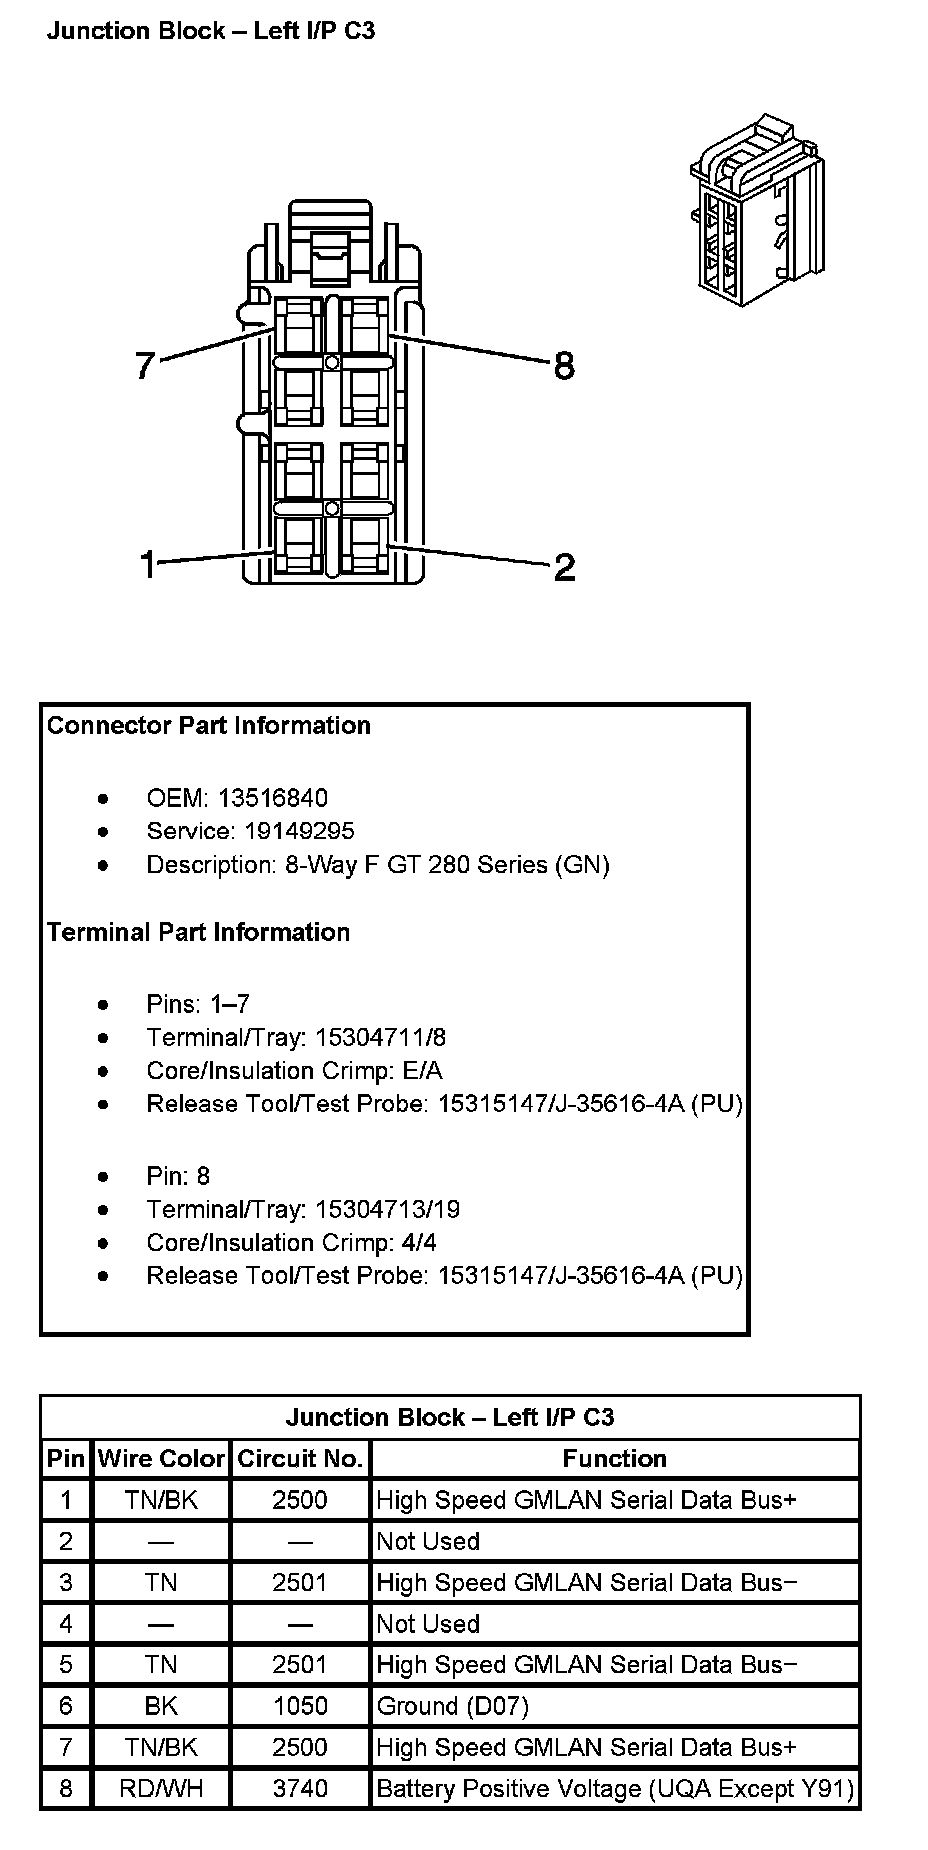 Junction Block – Left I/P C3
7
8
1
2
Connector Part Information
• OEM: 13516840
• Service: 19149295
• Description: 8-Way F GT 280 Series (GN)
Terminal Part Information
• Pins: 1–7
• Terminal/Tray: 15304711/8
• Core/Insulation Crimp: E/A
• Release Tool/Test Probe: 15315147/J-35616-4A (PU)
• Pin: 8
• Terminal/Tray: 15304713/19
• Core/Insulation Crimp: 4/4
• Release Tool/Test Probe: 15315147/J-35616-4A (PU)
Junction Block – Left I/P C3
Pin Wire Color Circuit No. Function
1 TN/BK 2500 High Speed GMLAN Serial Data Bus+
2 — — Not Used
3 TN 2501 High Speed GMLAN Serial Data Bus−
4 — — Not Used
5 TN 2501 High Speed GMLAN Serial Data Bus−
6 BK 1050 Ground (D07)
7 TN/BK 2500 High Speed GMLAN Serial Data Bus+
8 RD/WH 3740 Battery Positive Voltage (UQA Except Y91)